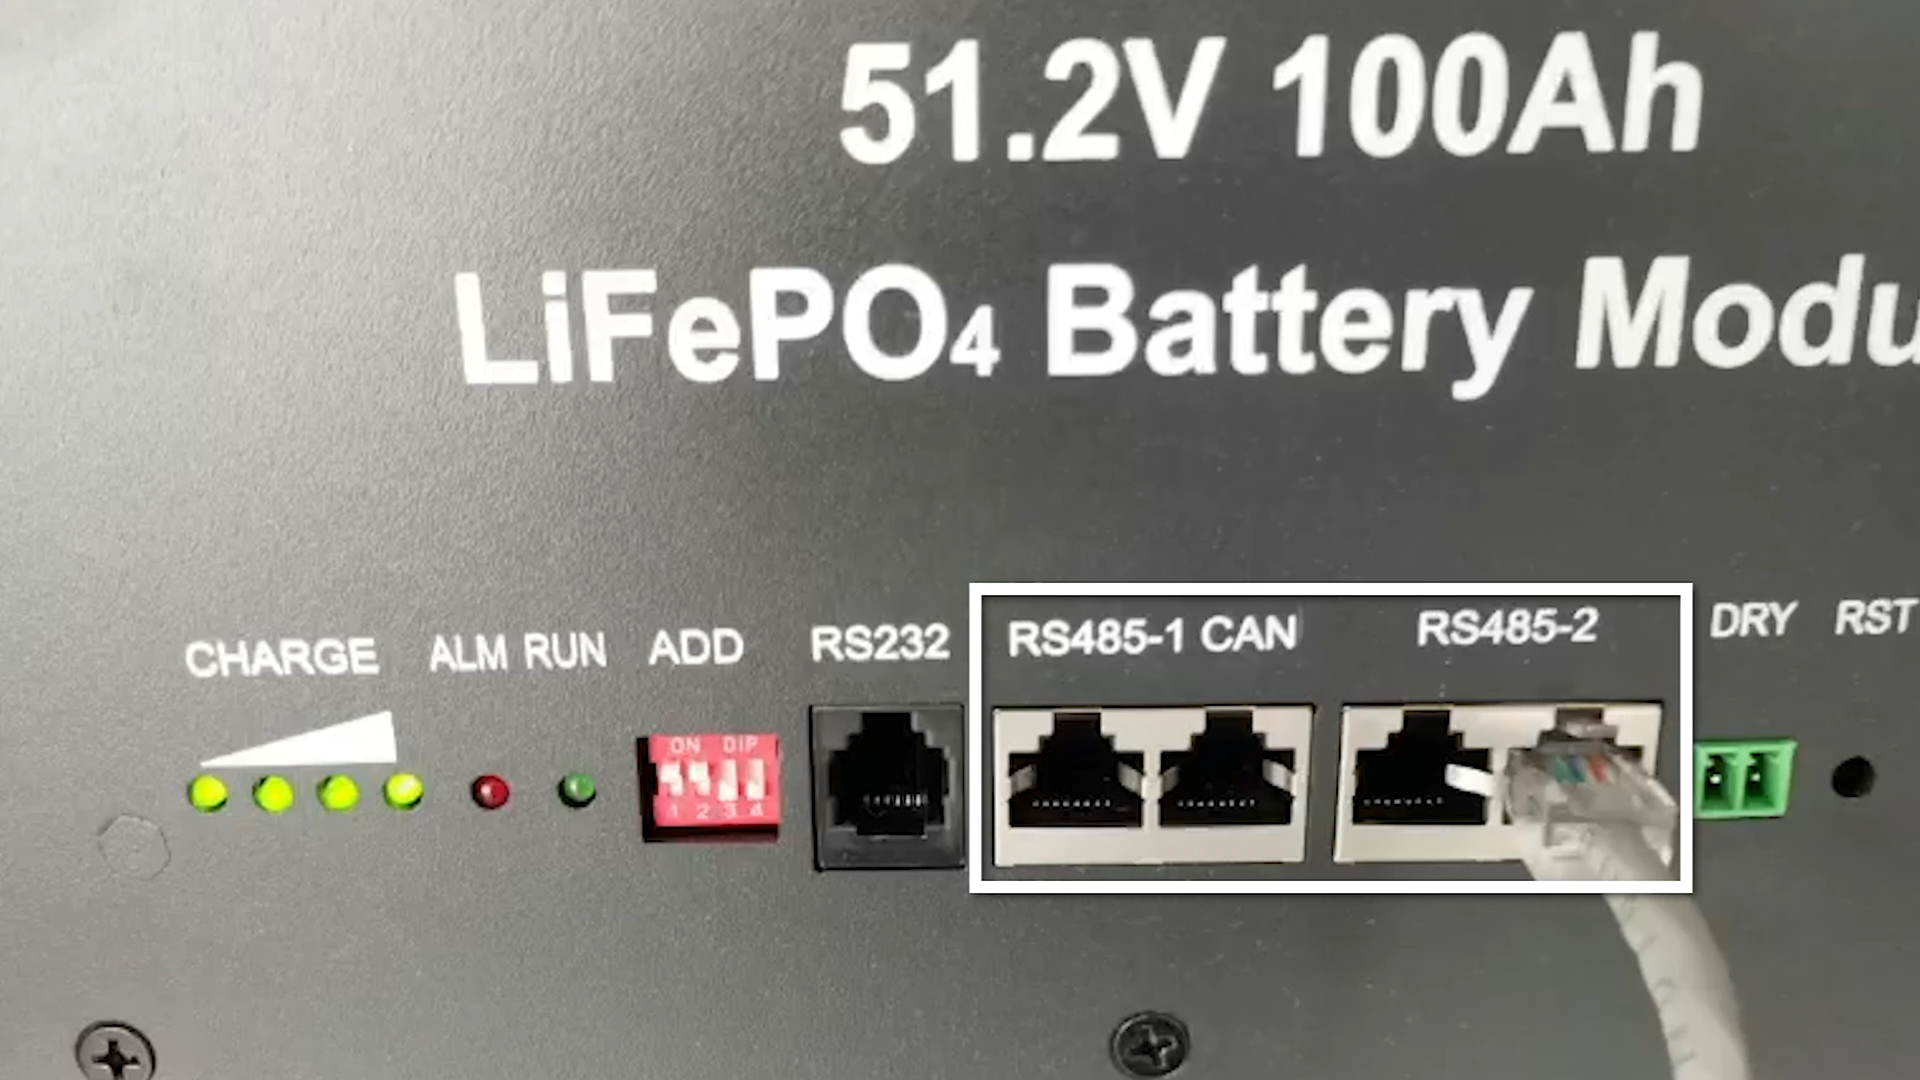 51.2V 100Ah
LiFePO4 Battery Modu
CHARGE ALM RUN ADD RS232 RS485-1 CAN RS485-2 DRY RST
ON DIP
1 2 3 4